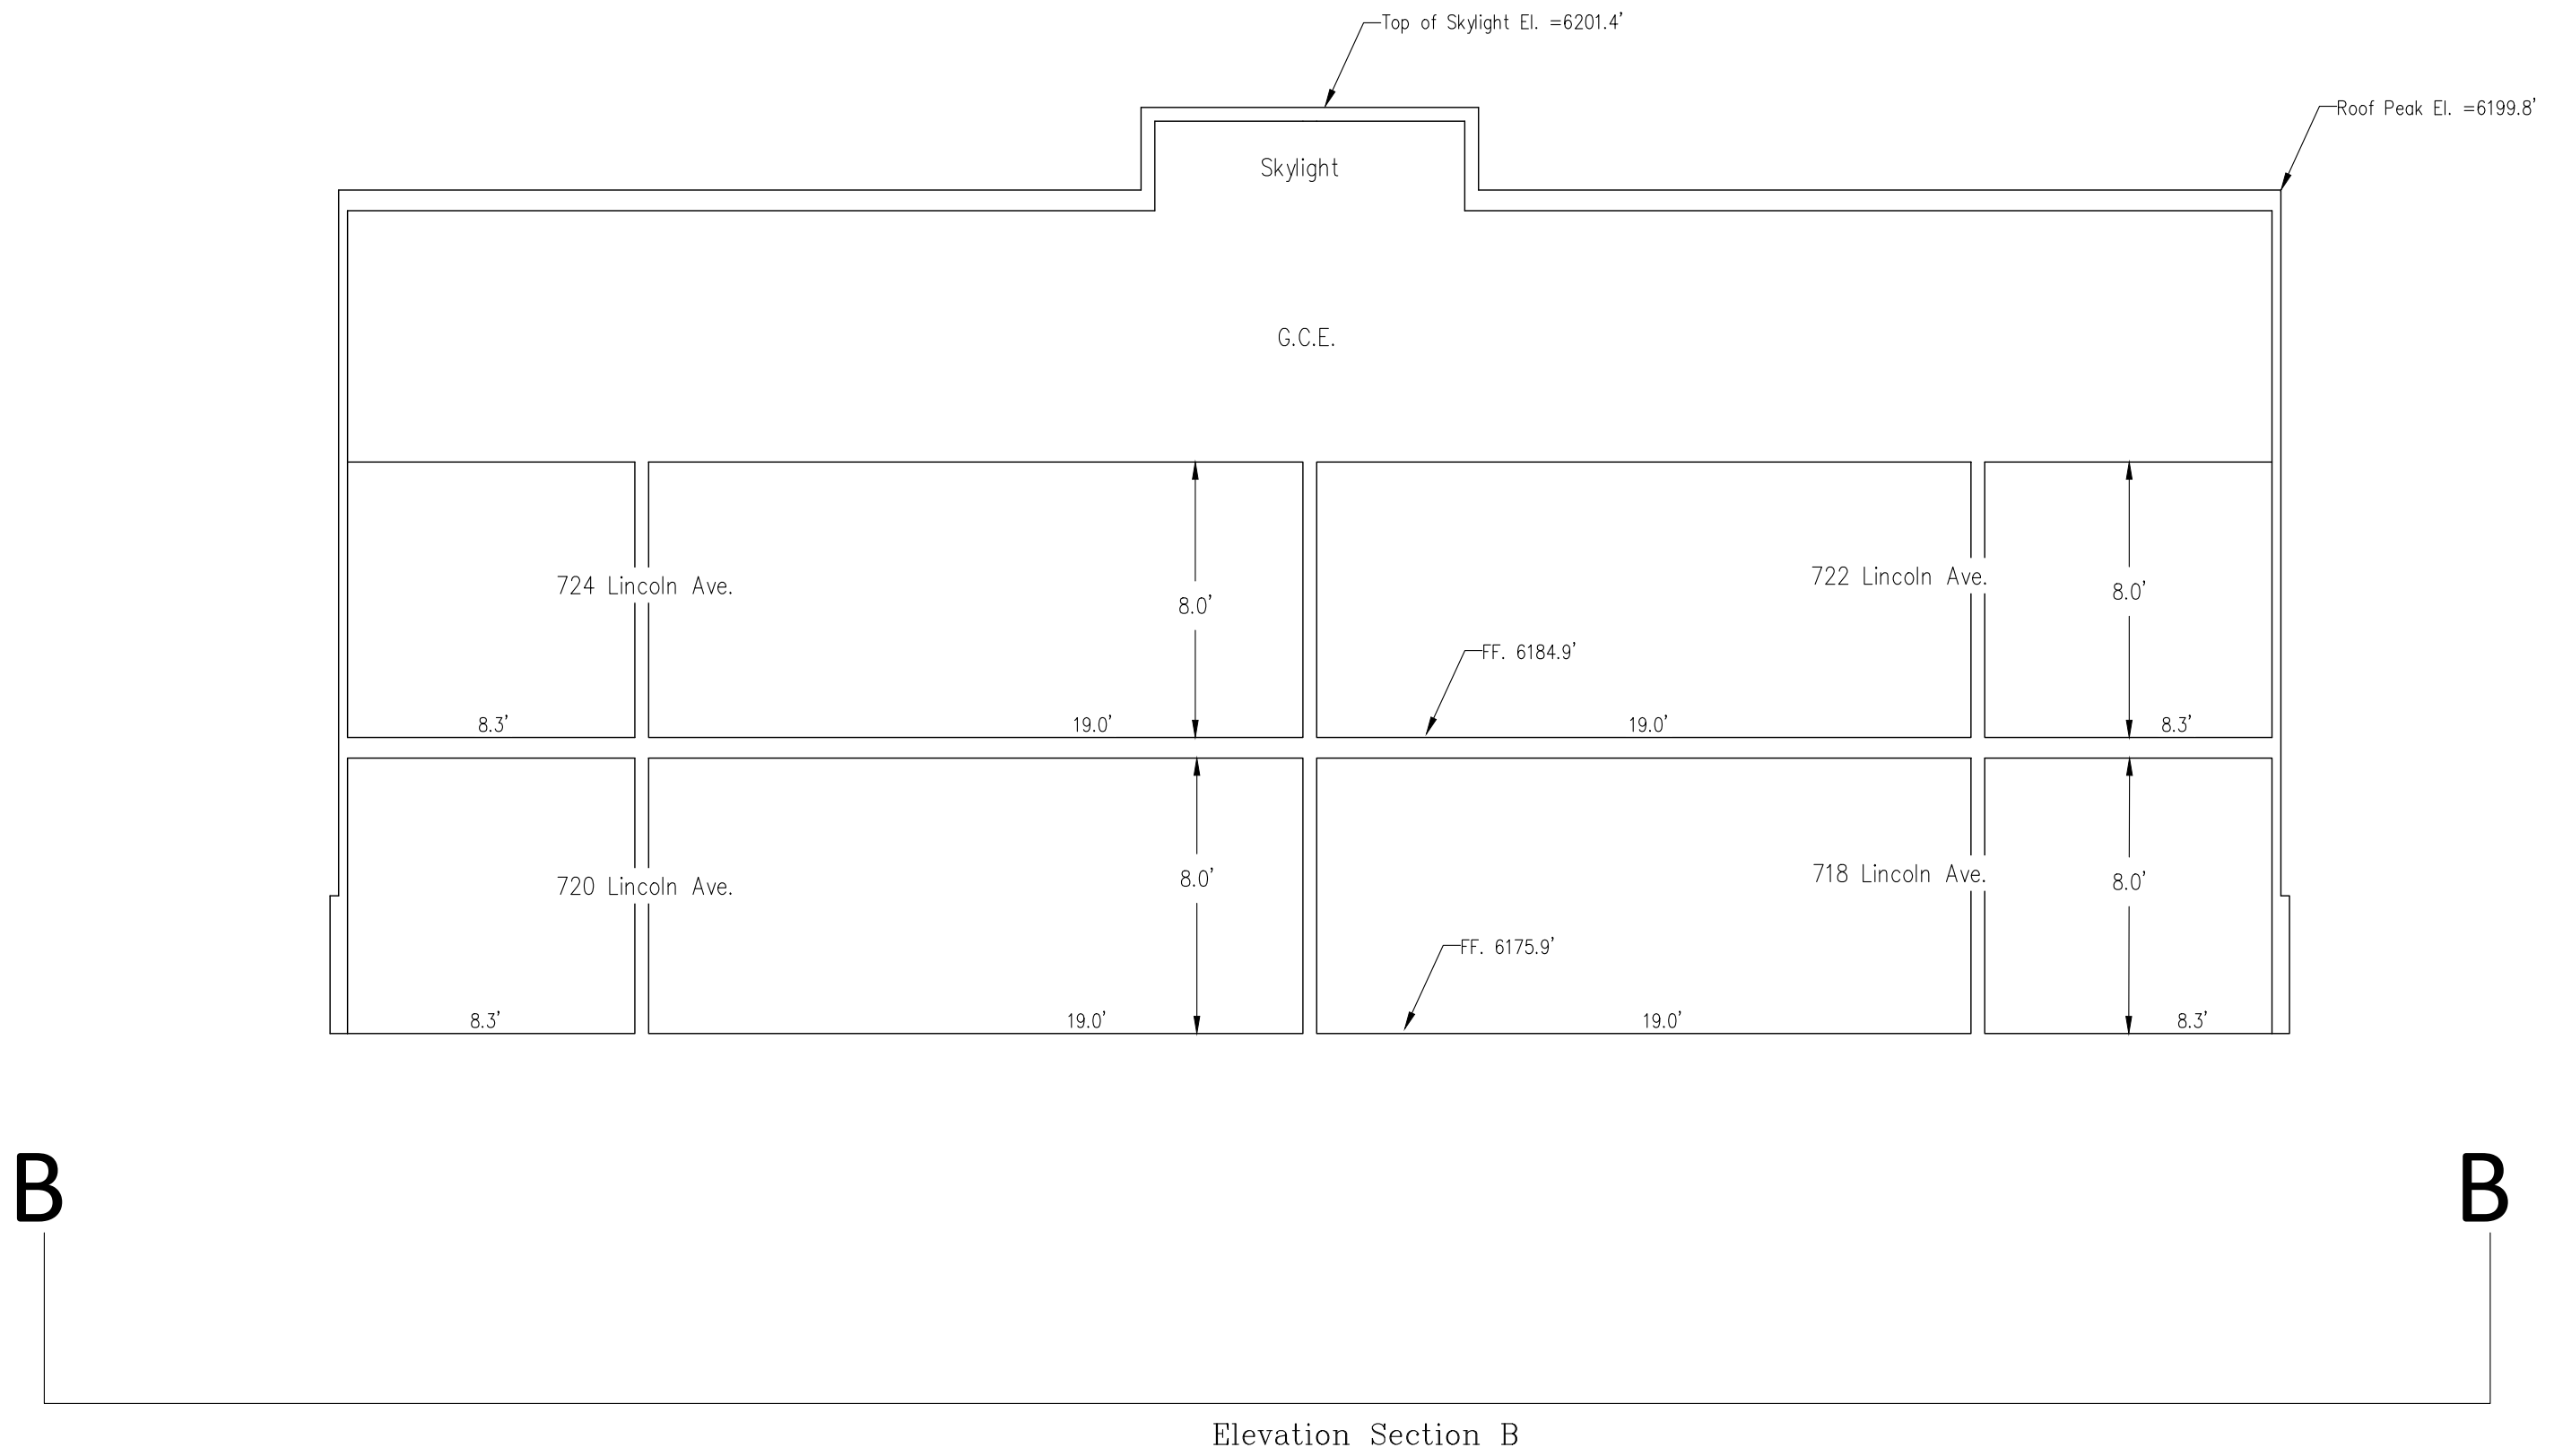 Top of Skylight El. =6201.4'
Roof Peak El. =6199.8'
Skylight
G.C.E.
724 Lincoln Ave.
8.0'
722 Lincoln Ave.
8.0'
FF. 6184.9'
8.3'
19.0'
19.0'
8.3'
720 Lincoln Ave.
8.0'
718 Lincoln Ave.
8.0'
FF. 6175.9'
8.3'
19.0'
19.0'
8.3'
B
B
Elevation Section B